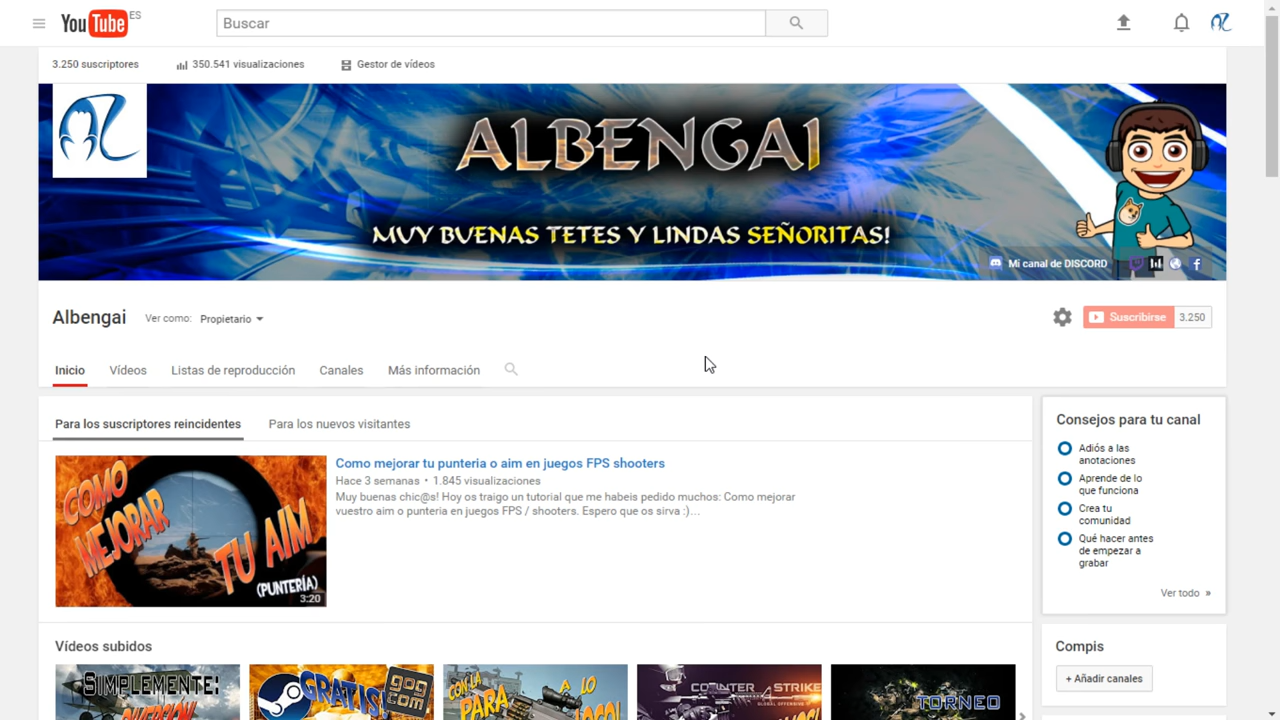 YouTube ES
Buscar
3.250 suscriptores
350.541 visualizaciones
Gestor de vídeos
ALBENGAI
MUY BUENAS TETES Y LINDAS SEÑORITAS!
Mi canal de DISCORD
Albengai
Ver como: Propietario
Suscribirse 3.250
Inicio
Vídeos
Listas de reproducción
Canales
Más información
Para los suscriptores reincidentes
Para los nuevos visitantes
COMO
MEJORAR
TU AIM
(PUNTERÍA)
3:20
Como mejorar tu punteria o aim en juegos FPS shooters
Hace 3 semanas • 1.845 visualizaciones
Muy buenas chic@s! Hoy os traigo un tutorial que me habeis pedido muchos: Como mejorar
vuestro aim o punteria en juegos FPS / shooters. Espero que os sirva :)...
Consejos para tu canal
Adiós a las
anotaciones
Aprende de lo
que funciona
Crea tu
comunidad
Qué hacer antes
de empezar a
grabar
Ver todo »
Compis
+ Añadir canales
Vídeos subidos
SIMPLEMENTE:
DIVERSION
GRATIS!
gog
com
CON LA
PARA
A LO
COUNTER STRIKE
GLOBAL OFFENSIVE
TORNEO